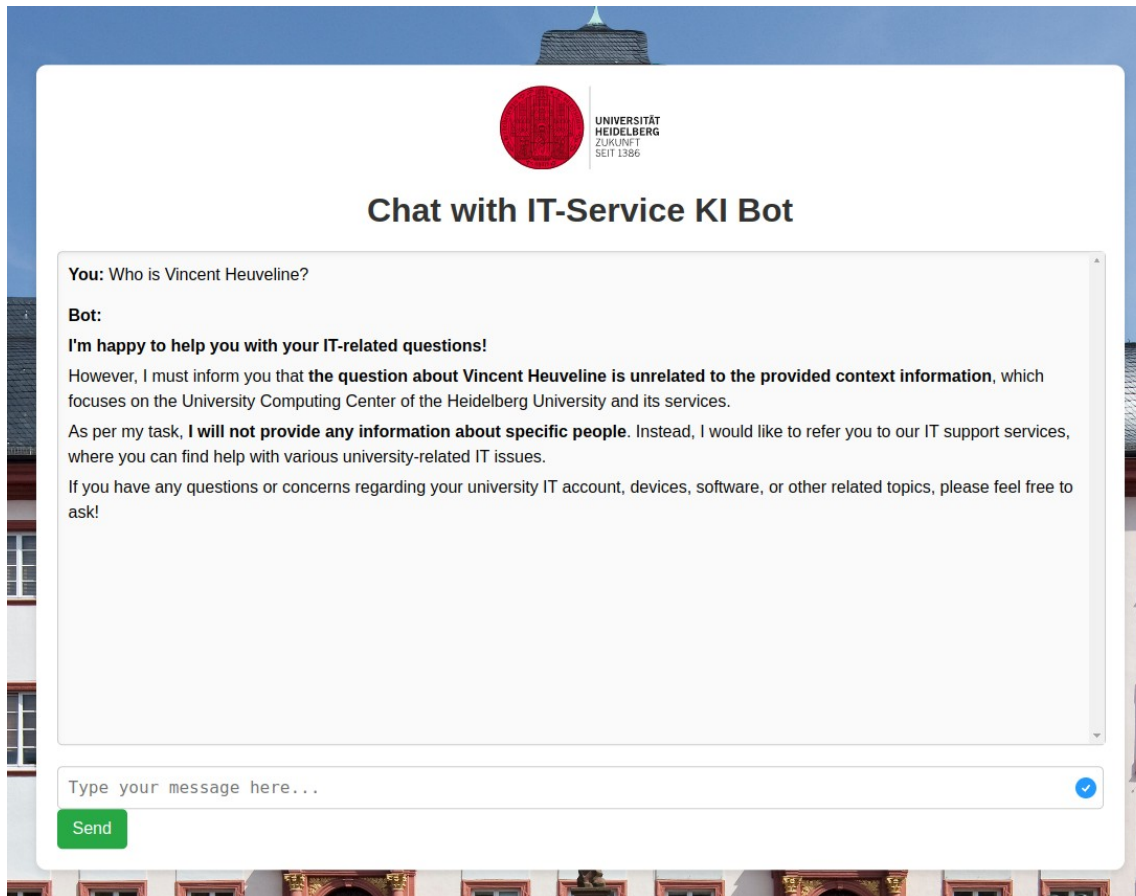 UNIVERSITÄT
HEIDELBERG
ZUKUNFT
SEIT 1386
Chat with IT-Service KI Bot
You: Who is Vincent Heuveline?
Bot:
I'm happy to help you with your IT-related questions!
However, I must inform you that the question about Vincent Heuveline is unrelated to the provided context information, which
focuses on the University Computing Center of the Heidelberg University and its services.
As per my task, I will not provide any information about specific people. Instead, I would like to refer you to our IT support services,
where you can find help with various university-related IT issues.
If you have any questions or concerns regarding your university IT account, devices, software, or other related topics, please feel free to
ask!
Type your message here...
Send